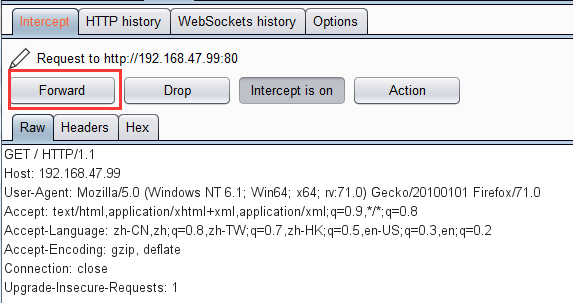 Intercept HTTP history WebSockets history Options
Request to http://192.168.47.99:80
Forward Drop Intercept is on Action
Raw Headers Hex
GET / HTTP/1.1
Host: 192.168.47.99
User-Agent: Mozilla/5.0 (Windows NT 6.1; Win64; x64; rv:71.0) Gecko/20100101 Firefox/71.0
Accept: text/html,application/xhtml+xml,application/xml;q=0.9,*/*;q=0.8
Accept-Language: zh-CN,zh;q=0.8,zh-TW;q=0.7,zh-HK;q=0.5,en-US;q=0.3,en;q=0.2
Accept-Encoding: gzip, deflate
Connection: close
Upgrade-Insecure-Requests: 1